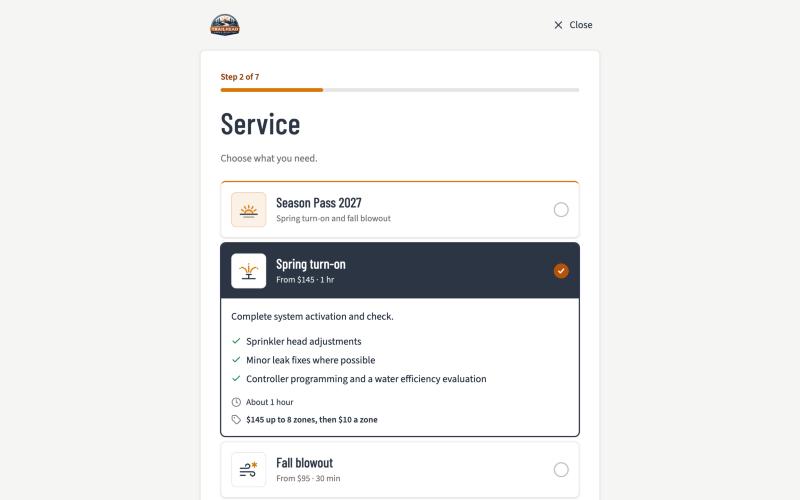 TRAILHEAD
Close
Step 2 of 7
Service
Choose what you need.
Season Pass 2027
Spring turn-on and fall blowout
Spring turn-on
From $145 · 1 hr
Complete system activation and check.
Sprinkler head adjustments
Minor leak fixes where possible
Controller programming and a water efficiency evaluation
About 1 hour
$145 up to 8 zones, then $10 a zone
Fall blowout
From $95 · 30 min